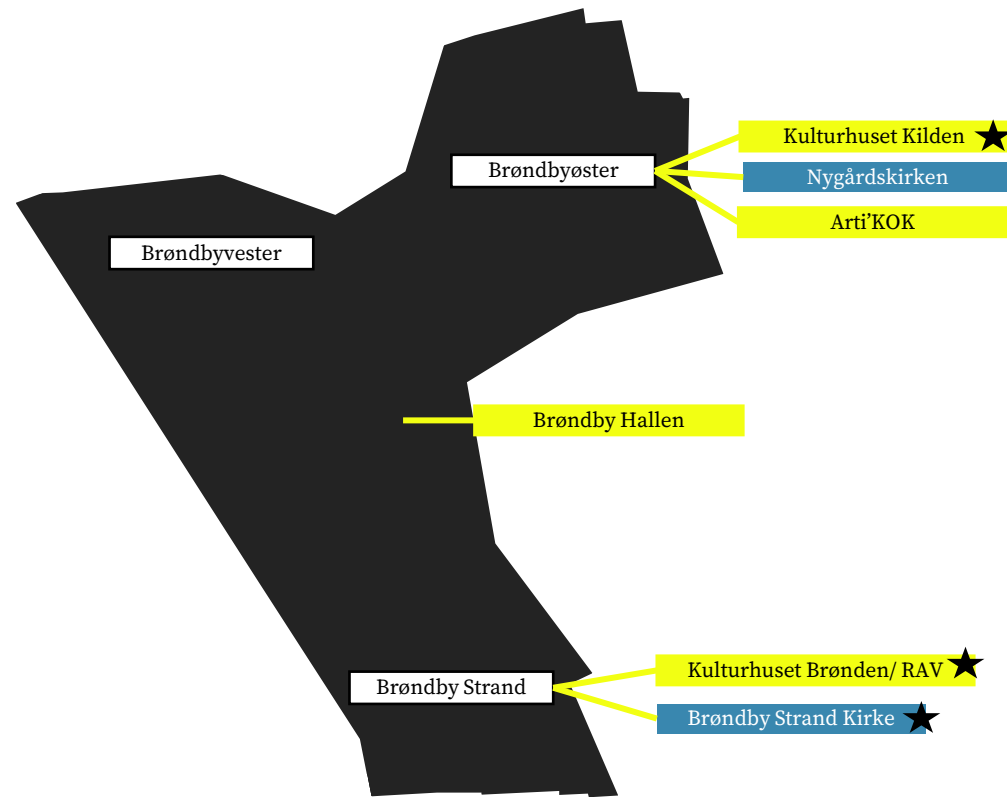 Kulturhuset Kilden
Brøndbyøster
Nygårdskirken
Arti’KOK
Brøndbyvester
Brøndby Hallen
Kulturhuset Brønden/ RAV
Brøndby Strand
Brøndby Strand Kirke